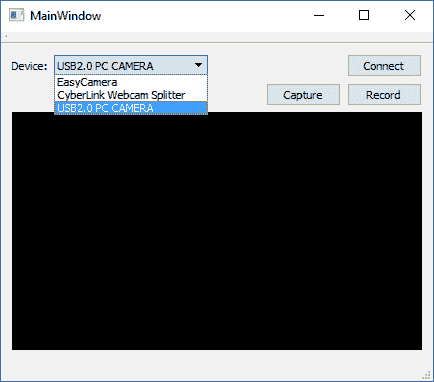 MainWindow
Device: USB2.0 PC CAMERA Connect
EasyCamera
CyberLink Webcam Splitter
USB2.0 PC CAMERA
Capture Record